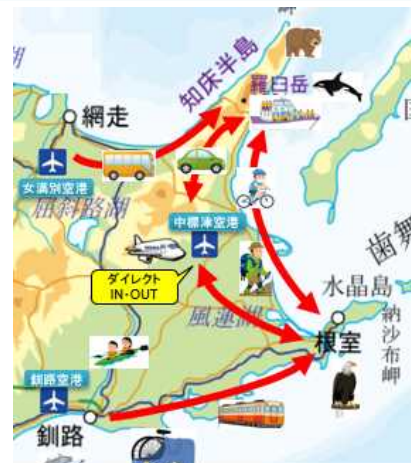 岬
湖
知床半島
羅臼岳
網走
女満別空港
屈斜路湖
中標津空港
歯舞
ダイレクト
IN・OUT
水晶島
納沙布岬
風蓮湖
根室
釧路空港
釧路